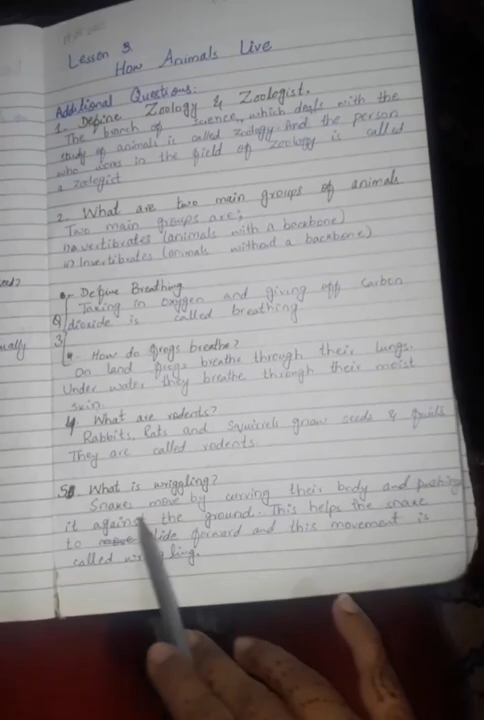 Lesson 3.
How Animals Live
Additional Questions:
1. Define Zoology & Zoologist.
The branch of science, which deals with the
study of animals is called zoology. And the person
who works in the field of zoology is called
a zoologist
2. What are two main groups of animals
Two main groups are;
i) vertibrates (animals with a backbone)
ii) Invertibrates (animals without a backbone)
Define Breathing
Taking in oxygen and giving off carbon
Q dioxide is called breathing
3
How do frogs breathe?
On land frogs breathe through their lungs.
Under water they breathe through their moist
skin.
4. What are rodents?
Rabbits, Rats and Squirrels gnaw seeds & fruits
They are called rodents.
5. What is wriggling?
Snakes move by curving their body and pushing
it against the ground. This helps the snake
to slide forward and this movement is
called wriggling.